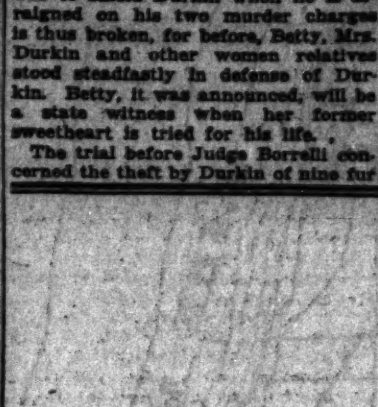 raigned on his two murder charges
is thus broken, for before, Betty, Mrs.
Durkin and other women relatives
stood steadfastly in defense of Dur-
kin. Betty, it was announced, will be
a state witness when her former
sweetheart is tried for his life.
The trial before Judge Borrelli con-
cerned the theft by Durkin of nine fur